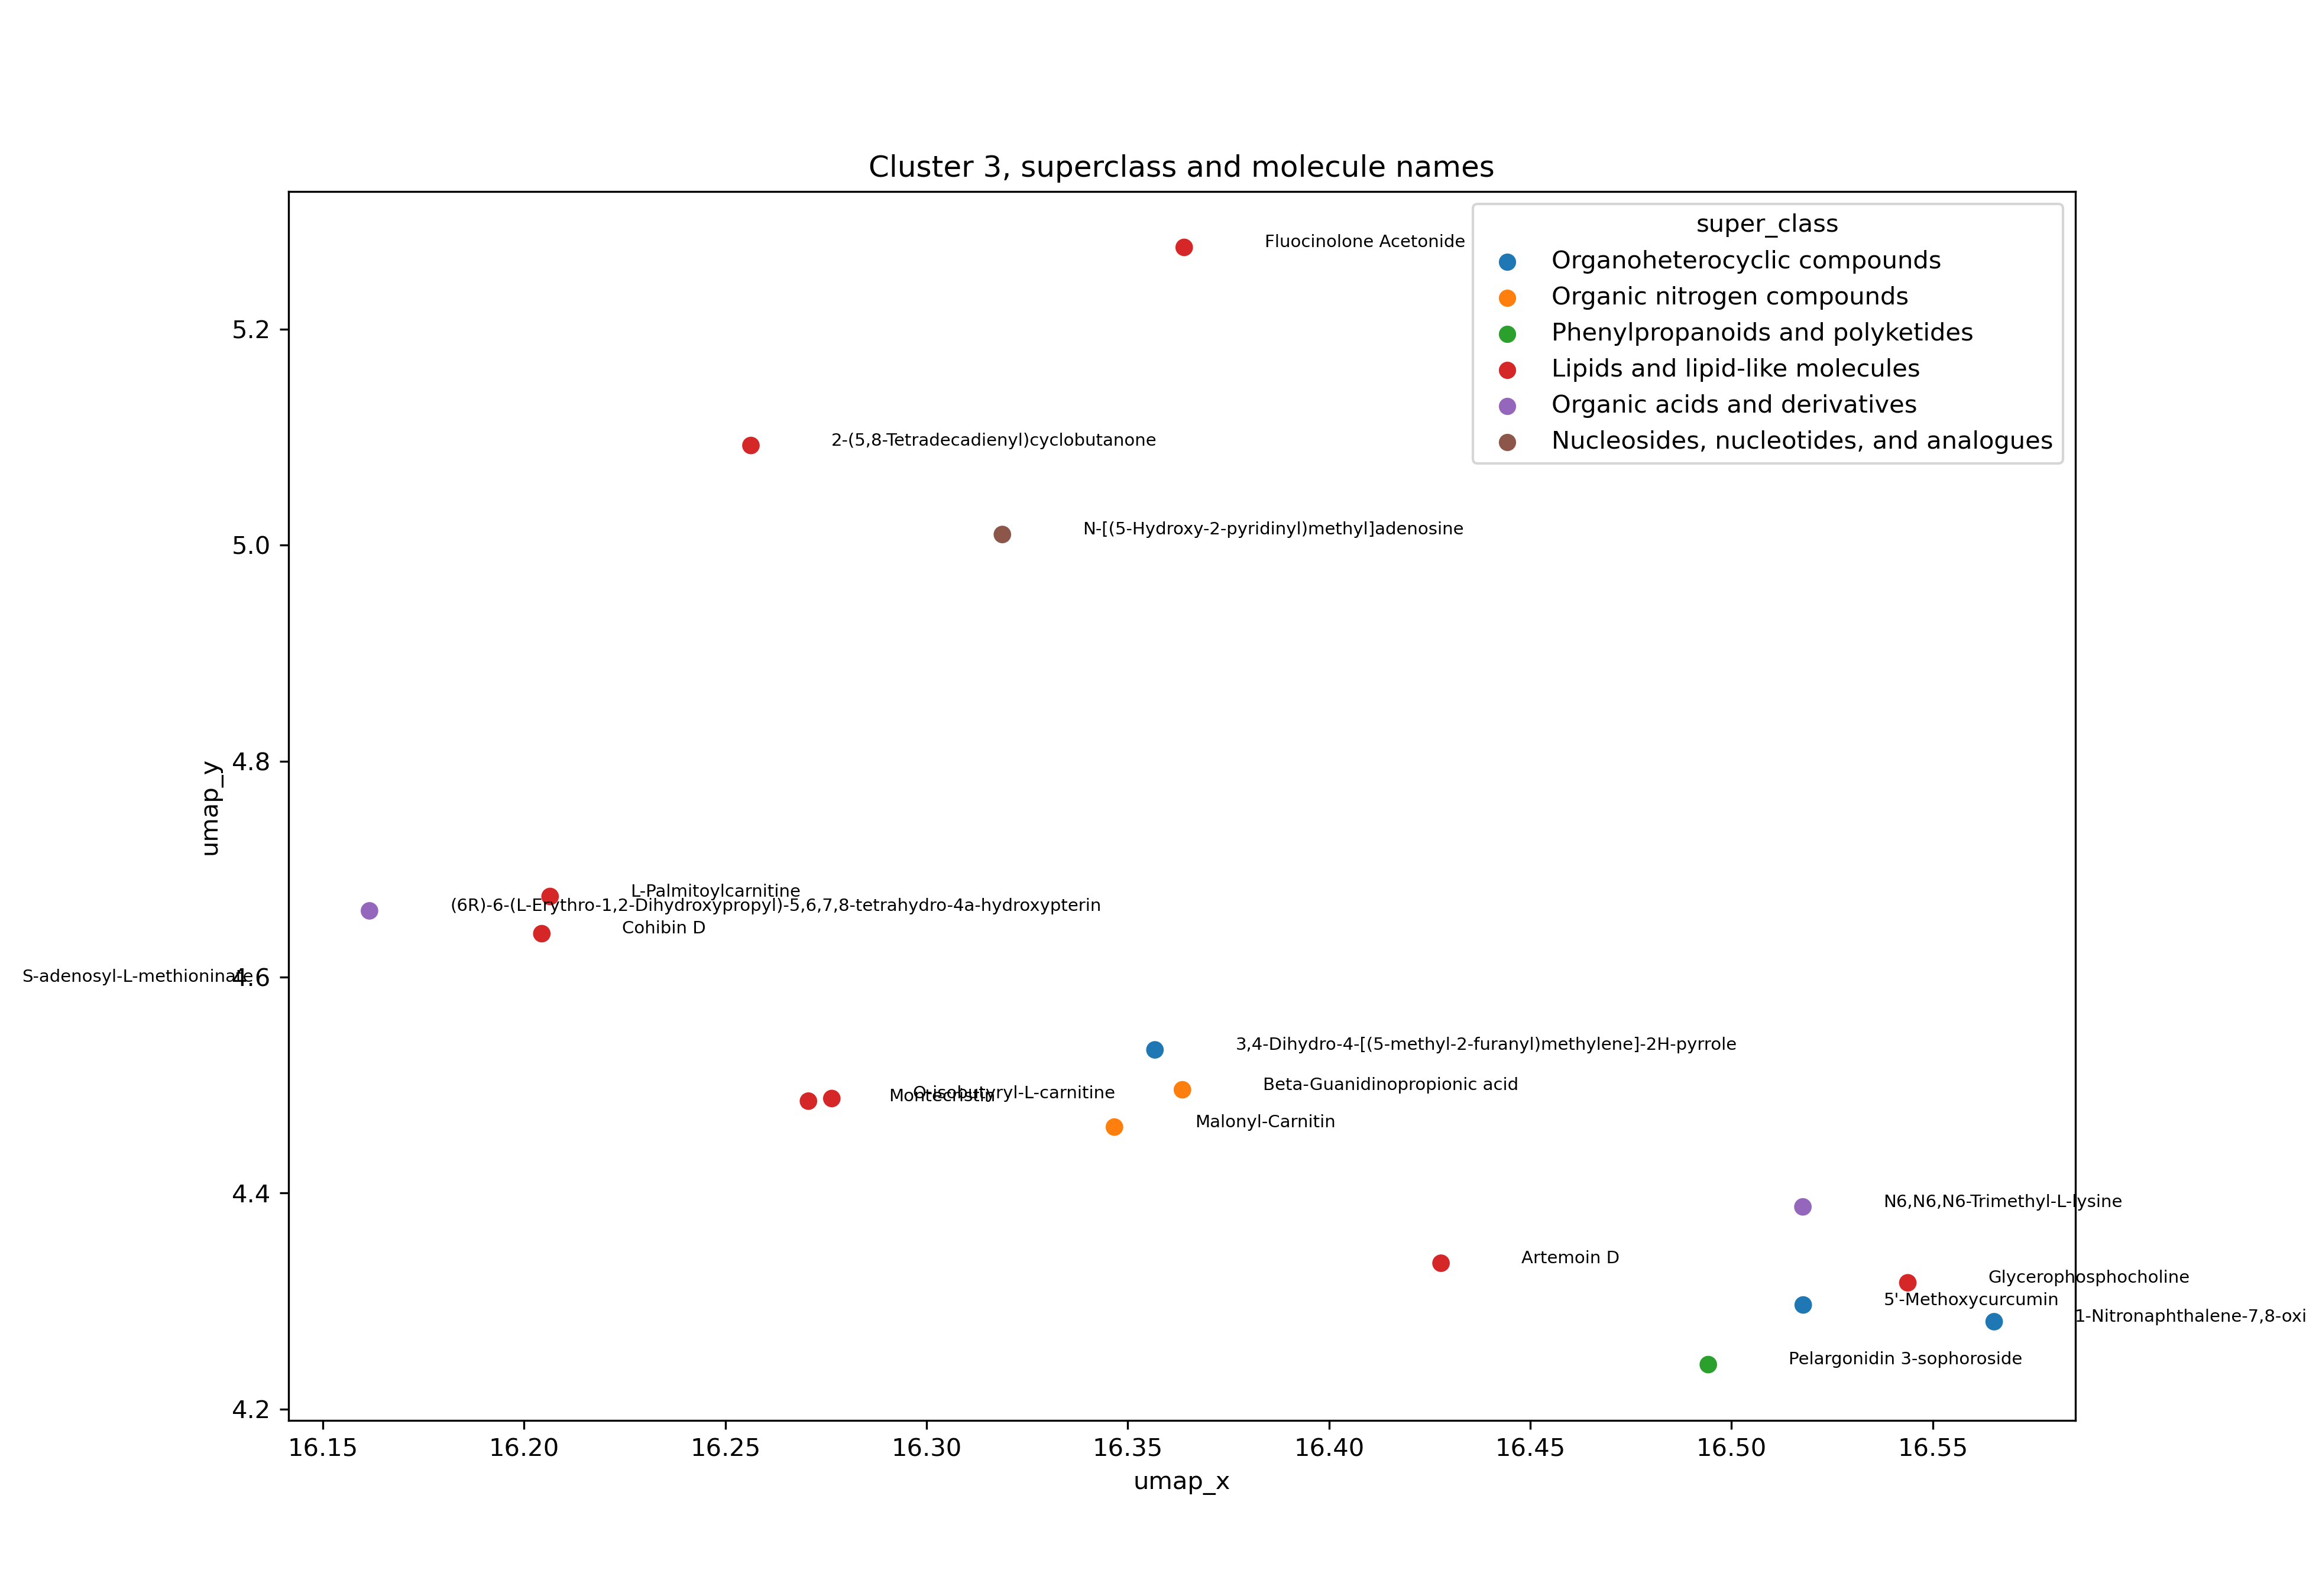 Cluster 3, superclass and molecule names
Fluocinolone Acetonide
super_class
Organoheterocyclic compounds
Organic nitrogen compounds
Phenylpropanoids and polyketides
Lipids and lipid-like molecules
Organic acids and derivatives
Nucleosides, nucleotides, and analogues
2-(5,8-Tetradecadienyl)cyclobutanone
N-[(5-Hydroxy-2-pyridinyl)methyl]adenosine
L-Palmitoylcarnitine
(6R)-6-(L-Erythro-1,2-Dihydroxypropyl)-5,6,7,8-tetrahydro-4a-hydroxypterin
Cohibin D
S-adenosyl-L-methioninate
3,4-Dihydro-4-[(5-methyl-2-furanyl)methylene]-2H-pyrrole
Beta-Guanidinopropionic acid
O-isobutyryl-L-carnitine
Montecristin
Malonyl-Carnitin
N6,N6,N6-Trimethyl-L-lysine
Artemoin D
Glycerophosphocholine
5'-Methoxycurcumin
1-Nitronaphthalene-7,8-oxi
Pelargonidin 3-sophoroside
5.2
5.0
4.8
4.6
4.4
4.2
umap_y
16.15 16.20 16.25 16.30 16.35 16.40 16.45 16.50 16.55
umap_x